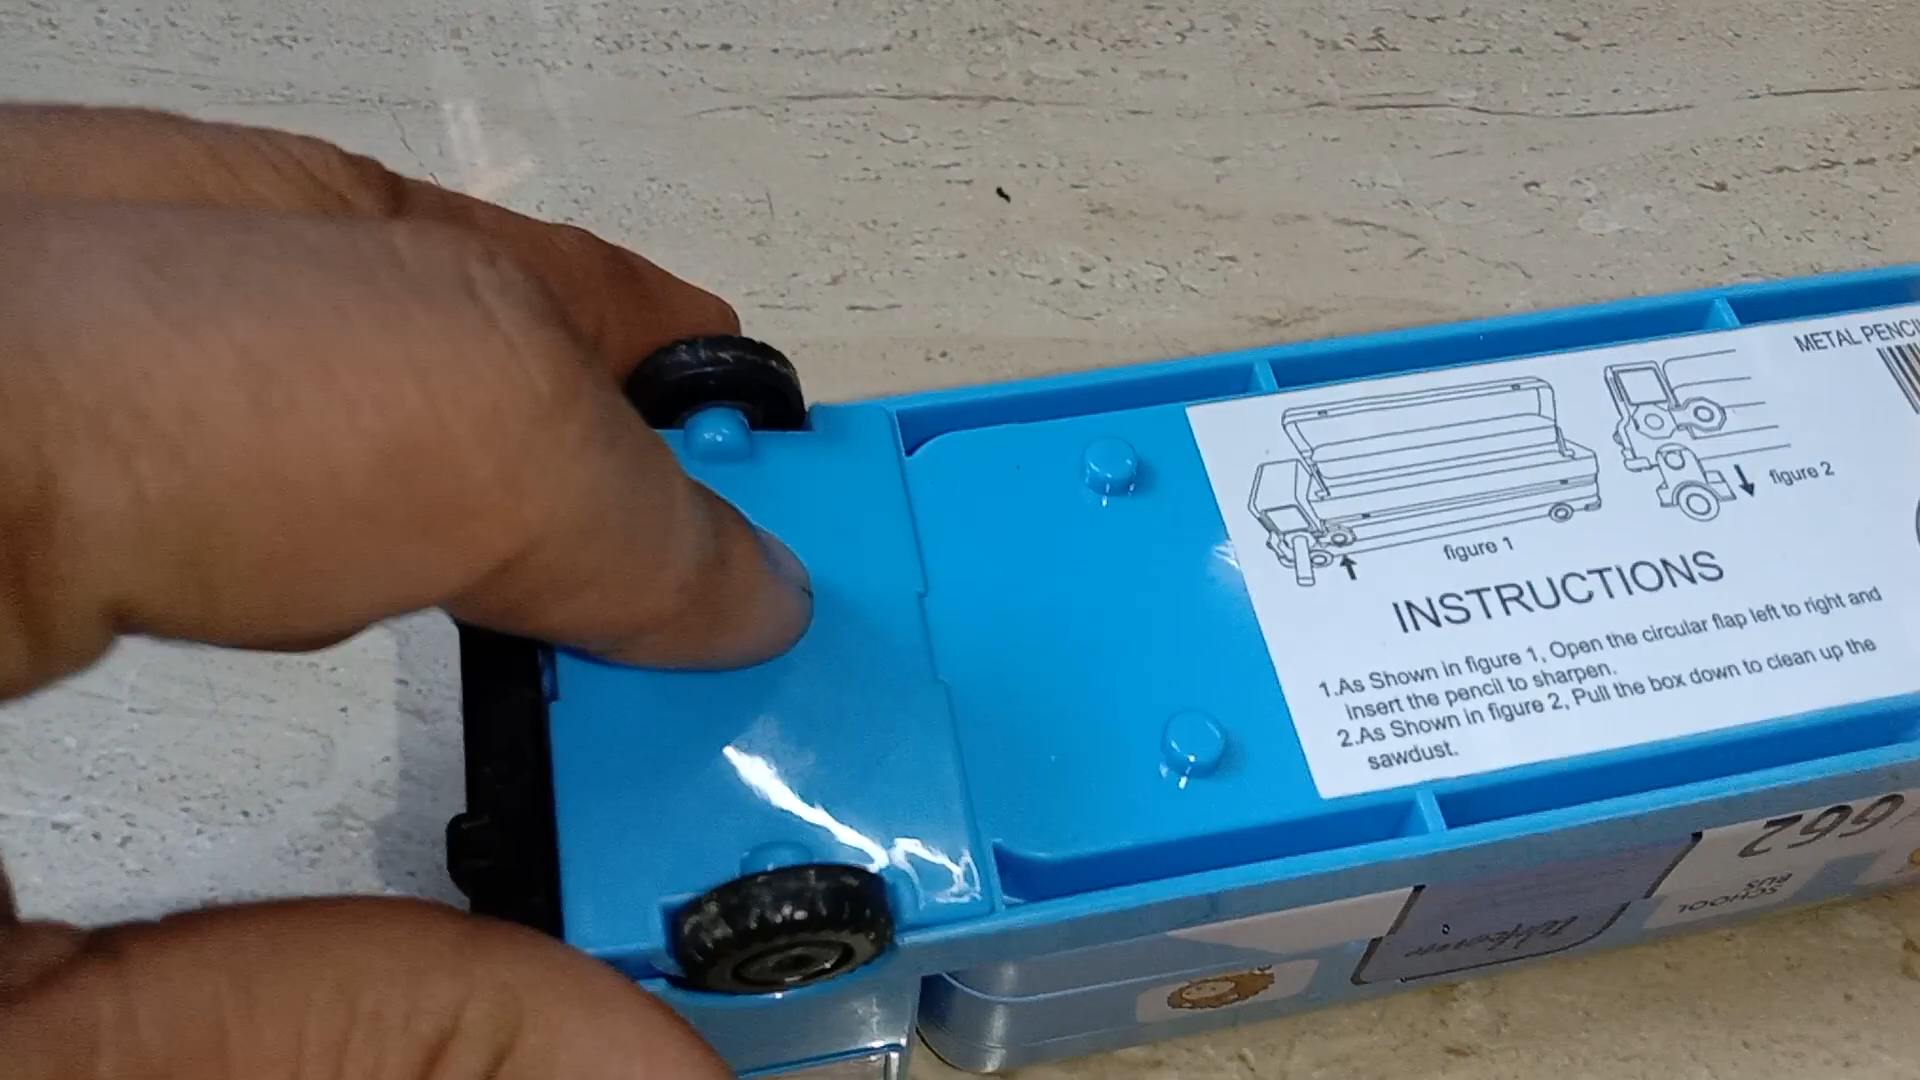 METAL PENCI
figure 1
figure 2
INSTRUCTIONS
1.As Shown in figure 1, Open the circular flap left to right and
insert the pencil to sharpen.
2.As Shown in figure 2, Pull the box down to clean up the
sawdust.
662
SCHOOL
BUS